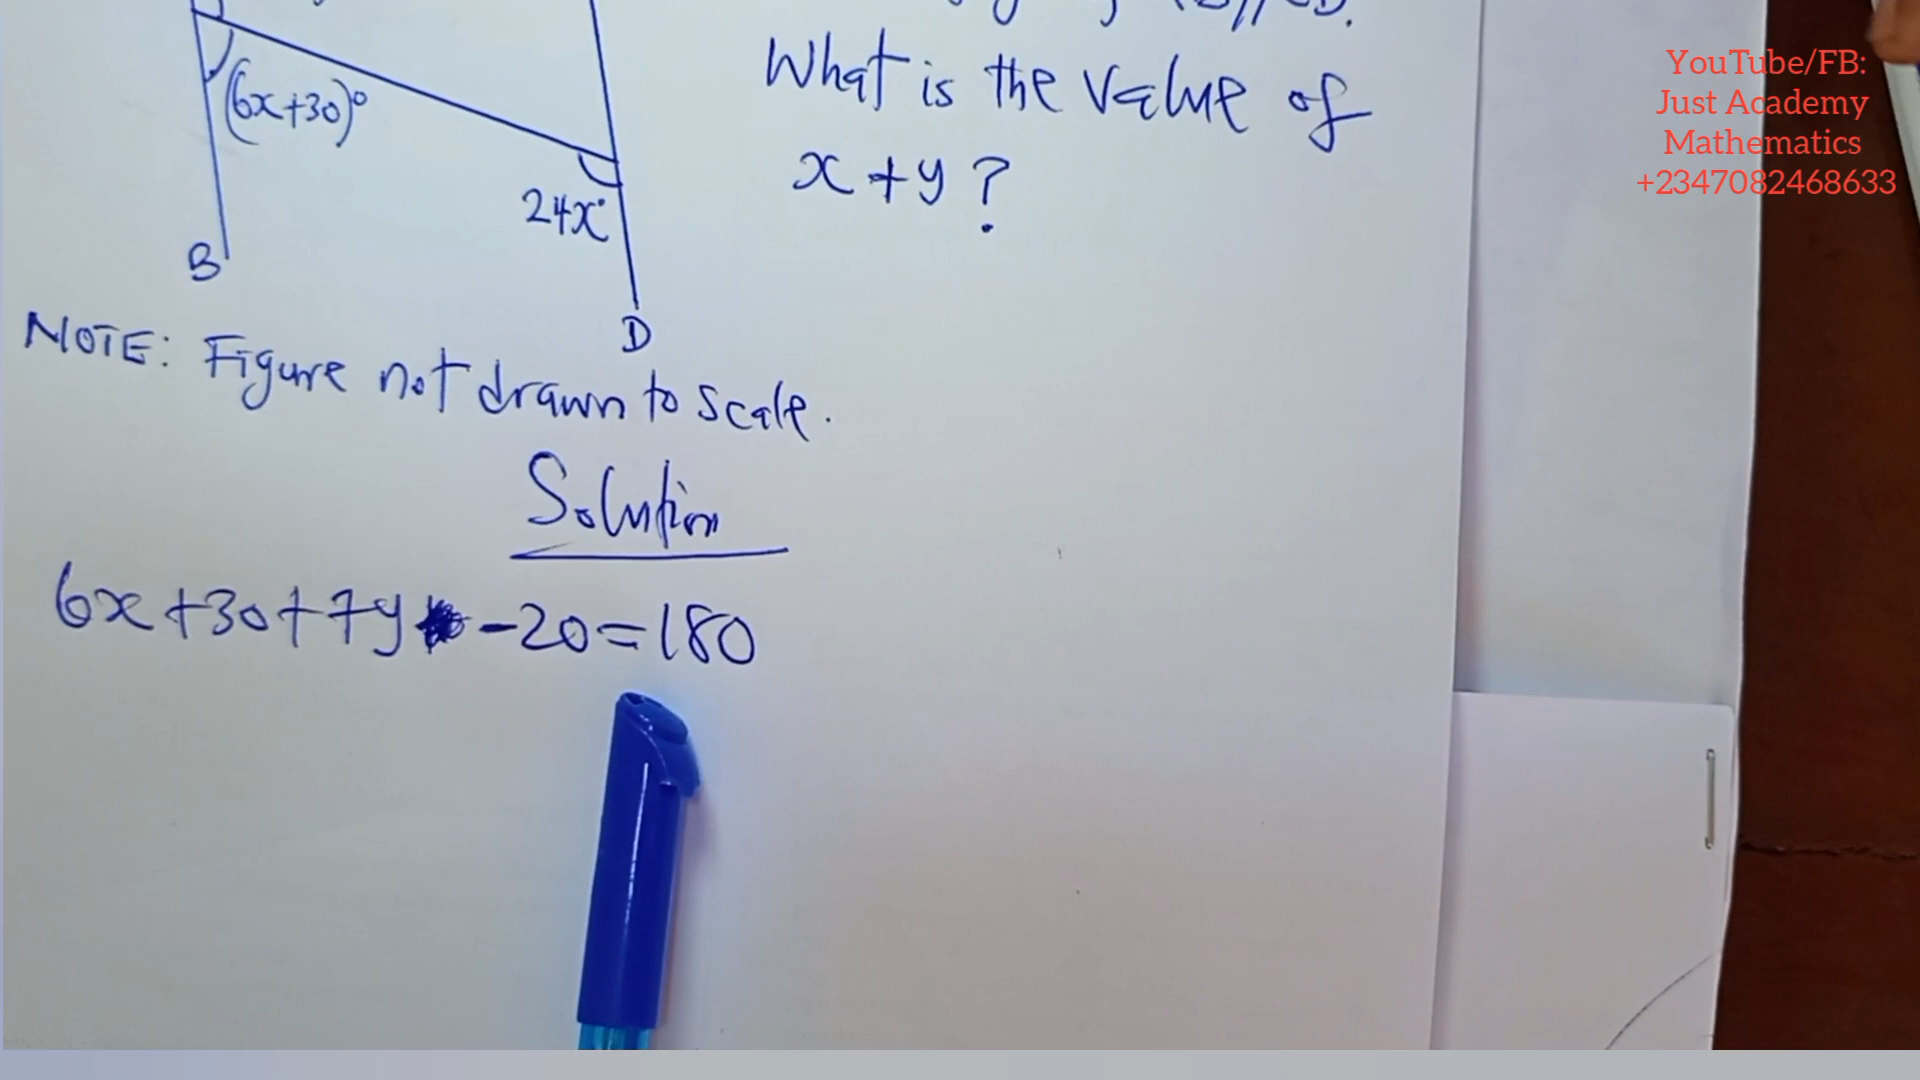 What is the value of
x + y ?
(6x+30)°
24x°
B
D
NOTE: Figure not drawn to scale.
Solution
6x+30+7y -20=180
YouTube/FB:
Just Academy
Mathematics
+2347082468633